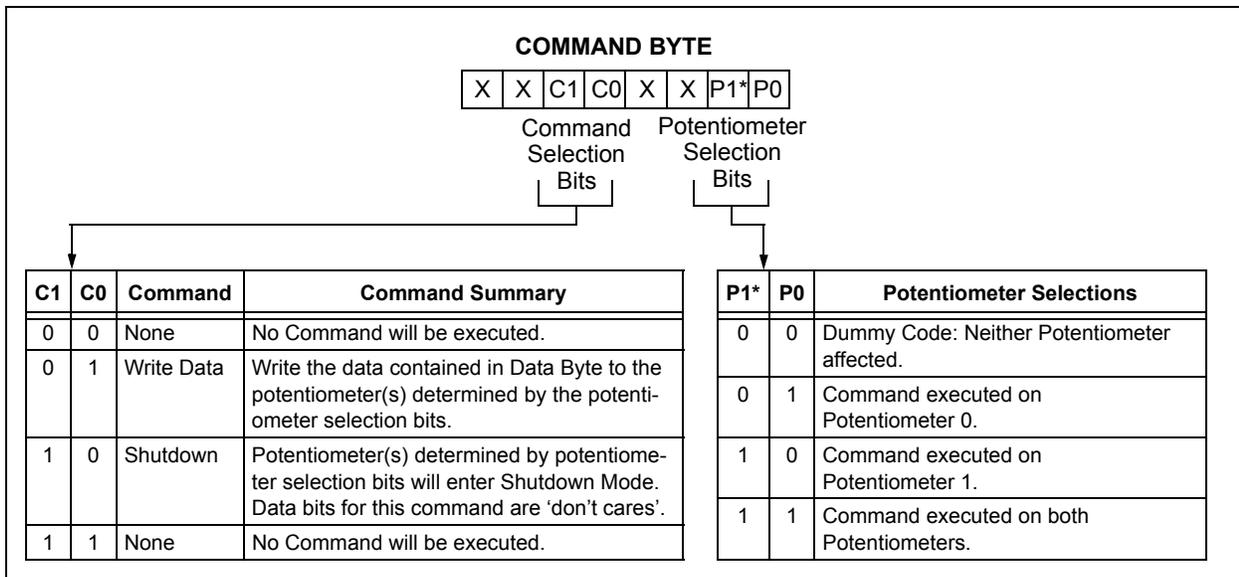 COMMAND BYTE
X X C1 C0 X X P1* P0
Command Selection Bits
Potentiometer Selection Bits
C1 C0 Command Command Summary
0 0 None No Command will be executed.
0 1 Write Data Write the data contained in Data Byte to the
potentiometer(s) determined by the potenti-
ometer selection bits.
1 0 Shutdown Potentiometer(s) determined by potentiome-
ter selection bits will enter Shutdown Mode.
Data bits for this command are ‘don’t cares’.
1 1 None No Command will be executed.
P1* P0 Potentiometer Selections
0 0 Dummy Code: Neither Potentiometer
affected.
0 1 Command executed on
Potentiometer 0.
1 0 Command executed on
Potentiometer 1.
1 1 Command executed on both
Potentiometers.